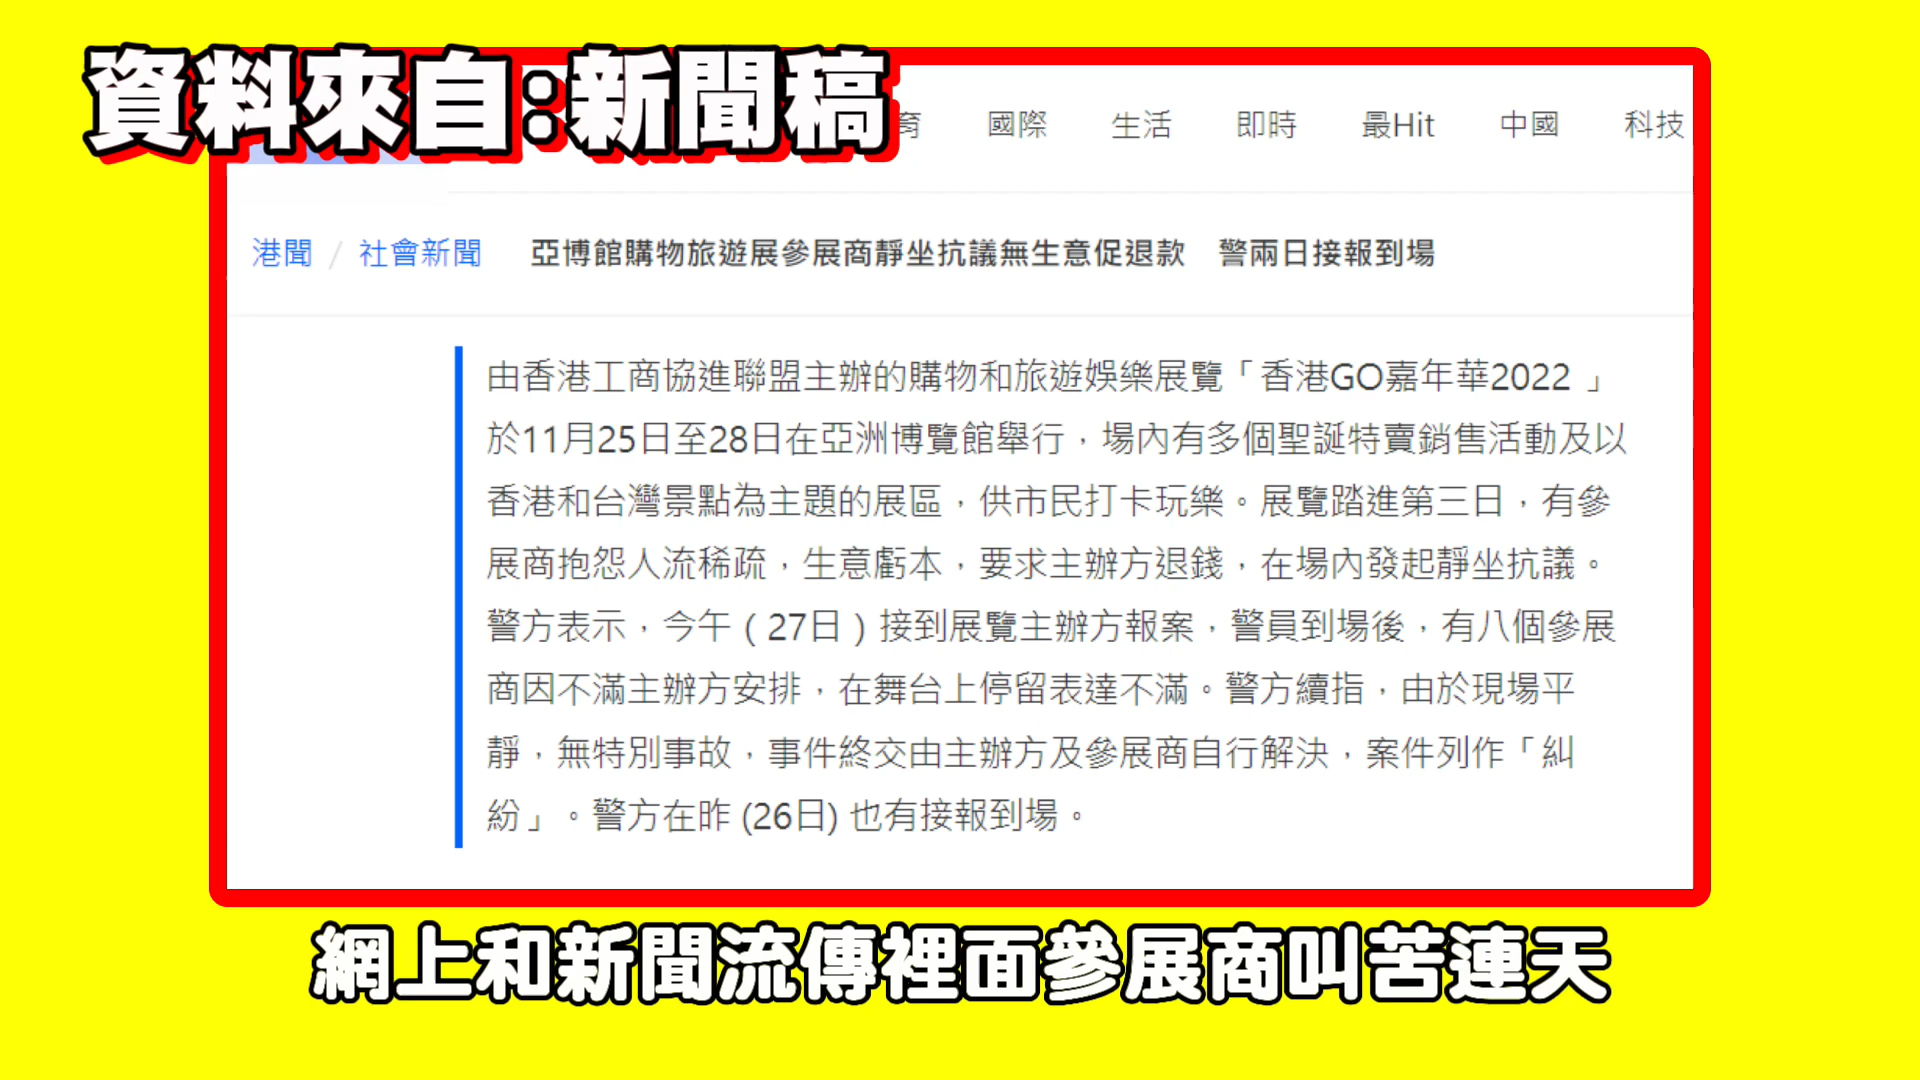 資料來自:新聞稿
育 國際 生活 即時 最Hit 中國 科技
港聞 / 社會新聞 亞博館購物旅遊展參展商靜坐抗議無生意促退款 警兩日接報到場
由香港工商協進聯盟主辦的購物和旅遊娛樂展覽「香港GO嘉年華2022 」
於11月25日至28日在亞洲博覽館舉行，場內有多個聖誕特賣銷售活動及以
香港和台灣景點為主題的展區，供市民打卡玩樂。展覽踏進第三日，有參
展商抱怨人流稀疏，生意虧本，要求主辦方退錢，在場內發起靜坐抗議。
警方表示，今午（27日）接到展覽主辦方報案，警員到場後，有八個參展
商因不滿主辦方安排，在舞台上停留表達不滿。警方續指，由於現場平
靜，無特別事故，事件終交由主辦方及參展商自行解決，案件列作「糾
紛」。警方在昨 (26日) 也有接報到場。
網上和新聞流傳裡面參展商叫苦連天